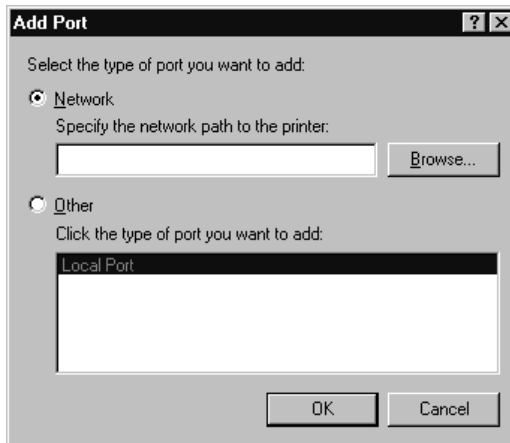 Add Port
Select the type of port you want to add:
Network
Specify the network path to the printer:
Browse...
Other
Click the type of port you want to add:
Local Port
OK Cancel